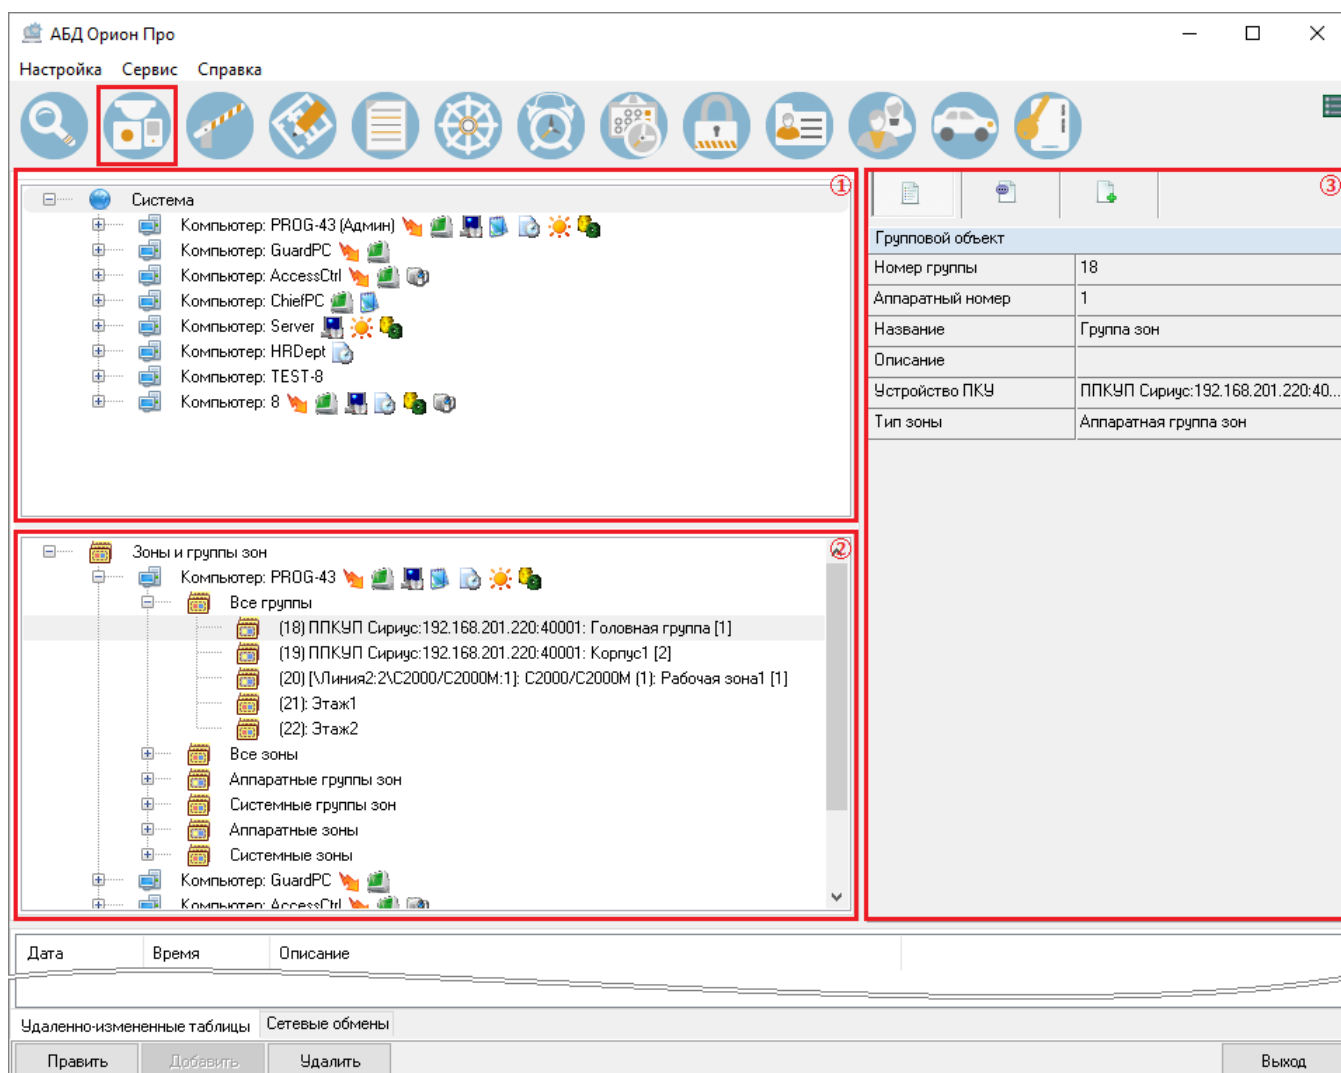 АБД Орион Про
Настройка Сервис Справка
①
Система
Компьютер: PROG-43 (Админ)
Компьютер: GuardPC
Компьютер: AccessCtrl
Компьютер: ChiefPC
Компьютер: Server
Компьютер: HRDept
Компьютер: TEST-8
Компьютер: 8
②
Зоны и группы зон
Компьютер: PROG-43
Все группы
(18) ППКУП Сириус:192.168.201.220:40001: Головная группа [1]
(19) ППКУП Сириус:192.168.201.220:40001: Корпус1 [2]
(20) [\Линия2:2\С2000/С2000М:1]: С2000/С2000М (1): Рабочая зона1 [1]
(21): Этаж1
(22): Этаж2
Все зоны
Аппаратные группы зон
Системные группы зон
Аппаратные зоны
Системные зоны
Компьютер: GuardPC
Компьютер: AccessCtrl
③
Групповой объект
Номер группы 18
Аппаратный номер 1
Название Группа зон
Описание
Устройство ПКУ ППКУП Сириус:192.168.201.220:40...
Тип зоны Аппаратная группа зон
Дата Время Описание
Удаленно-измененные таблицы Сетевые обмены
Править Добавить Удалить Выход